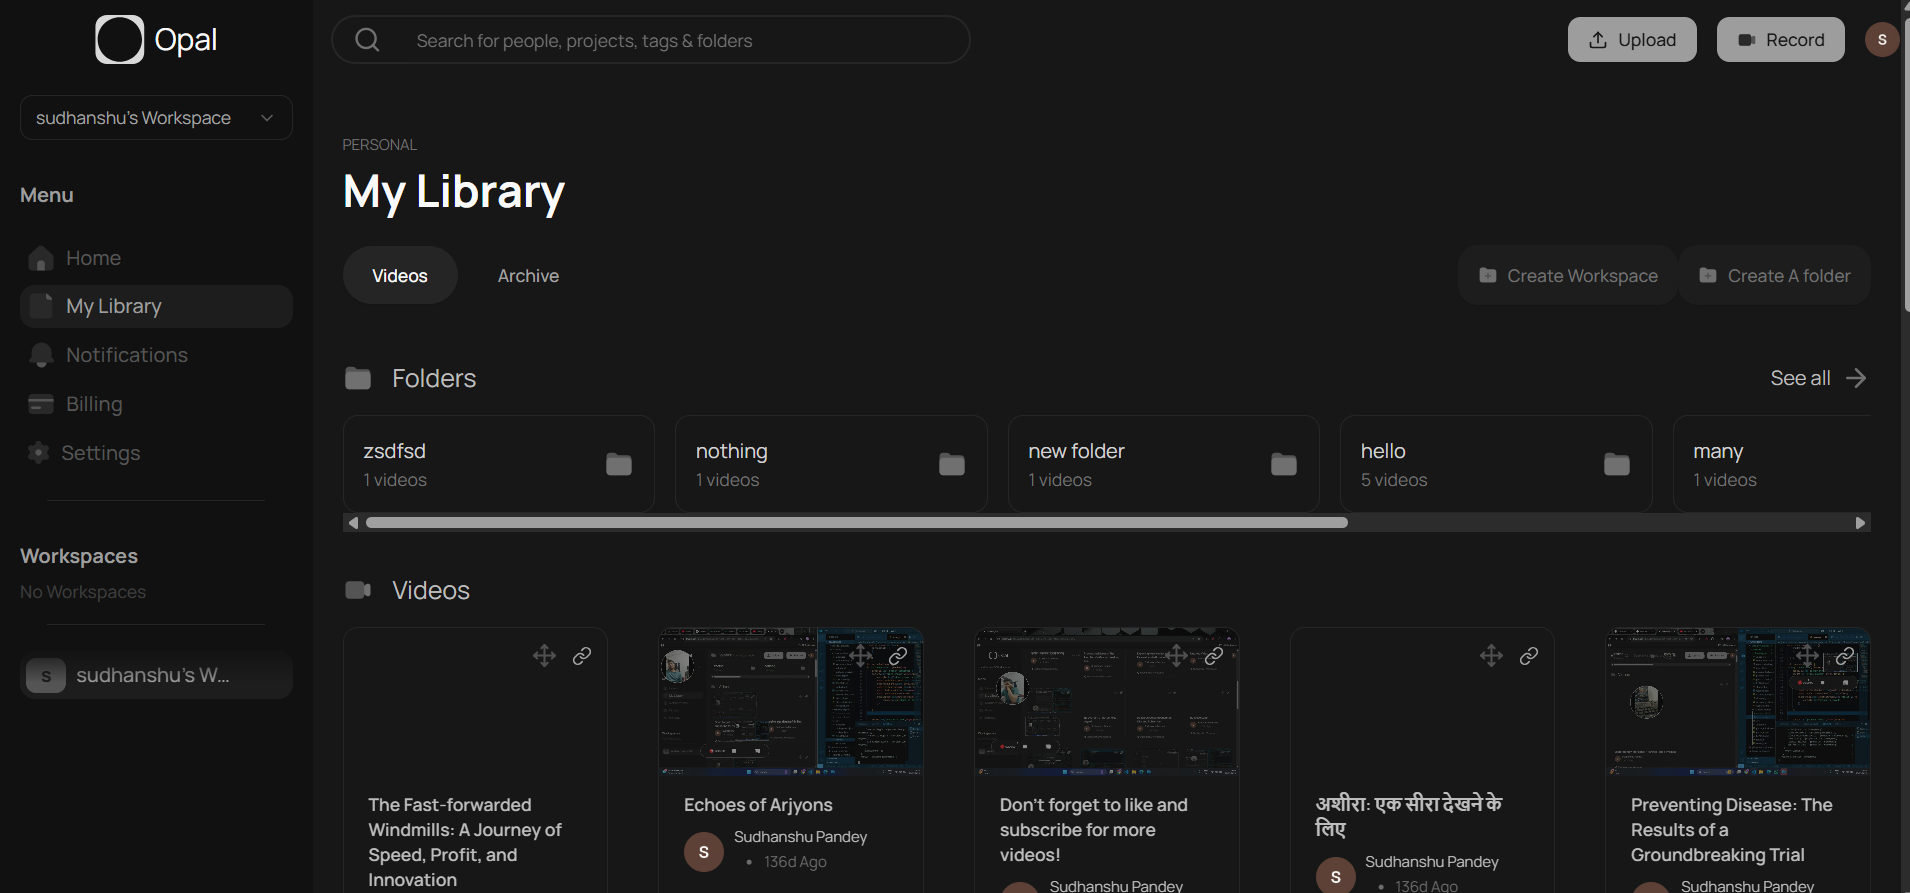 Opal
Search for people, projects, tags & folders
Upload
Record
S
sudhanshu's Workspace
Menu
Home
My Library
Notifications
Billing
Settings
Workspaces
No Workspaces
S
sudhanshu's W...
PERSONAL
My Library
Videos
Archive
Create Workspace
Create A folder
Folders
See all
zsdfsd
1 videos
nothing
1 videos
new folder
1 videos
hello
5 videos
many
1 videos
Videos
The Fast-forwarded
Windmills: A Journey of
Speed, Profit, and
Innovation
Echoes of Arjyons
S
Sudhanshu Pandey
136d Ago
Don't forget to like and
subscribe for more
videos!
Sudhanshu Pandey
अशीरा: एक सीरा देखने के
लिए
S
Sudhanshu Pandey
136d Ago
Preventing Disease: The
Results of a
Groundbreaking Trial
Sudhanshu Pandey